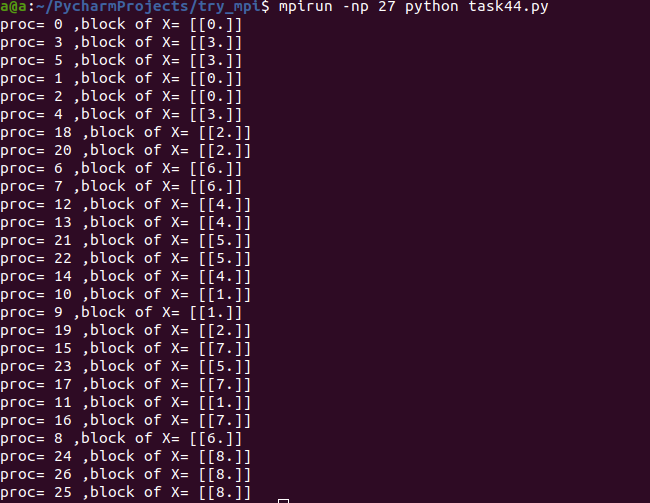 a@a:~/PycharmProjects/try_mpi$ mpirun -np 27 python task44.py
proc= 0 ,block of X= [[0.]]
proc= 3 ,block of X= [[3.]]
proc= 5 ,block of X= [[3.]]
proc= 1 ,block of X= [[0.]]
proc= 2 ,block of X= [[0.]]
proc= 4 ,block of X= [[3.]]
proc= 18 ,block of X= [[2.]]
proc= 20 ,block of X= [[2.]]
proc= 6 ,block of X= [[6.]]
proc= 7 ,block of X= [[6.]]
proc= 12 ,block of X= [[4.]]
proc= 13 ,block of X= [[4.]]
proc= 21 ,block of X= [[5.]]
proc= 22 ,block of X= [[5.]]
proc= 14 ,block of X= [[4.]]
proc= 10 ,block of X= [[1.]]
proc= 9 ,block of X= [[1.]]
proc= 19 ,block of X= [[2.]]
proc= 15 ,block of X= [[7.]]
proc= 23 ,block of X= [[5.]]
proc= 17 ,block of X= [[7.]]
proc= 11 ,block of X= [[1.]]
proc= 16 ,block of X= [[7.]]
proc= 8 ,block of X= [[6.]]
proc= 24 ,block of X= [[8.]]
proc= 26 ,block of X= [[8.]]
proc= 25 ,block of X= [[8.]]